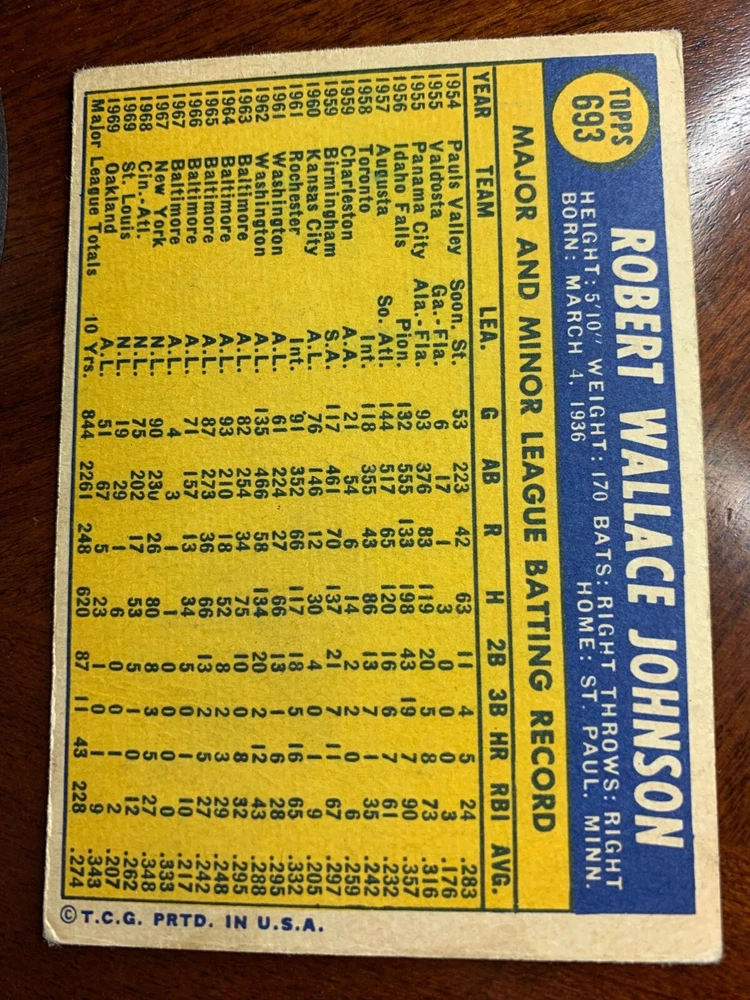 TOPPS
693
ROBERT WALLACE JOHNSON
HEIGHT: 5'10" WEIGHT: 170 BATS: RIGHT THROWS: RIGHT
BORN: MARCH 4, 1936 HOME: ST. PAUL, MINN.
MAJOR AND MINOR LEAGUE BATTING RECORD
YEAR TEAM LEA. G AB R H 2B 3B HR RBI AVG.
1954 Pauls Valley Soon. St. 53 223 42 63 11 4 5 24 .283
1955 Valdosta Ga.-Fla. 6 17 1 3 0 0 0 3 .176
1955 Panama City Ala.-Fla. 93 376 83 119 20 5 8 73 .316
1956 Idaho Falls Pion. 132 555 133 198 43 19 7 90 .357
1957 Augusta So. Atl. 144 517 65 120 16 7 7 61 .232
1958 Toronto Int. 118 355 43 86 13 6 1 35 .242
1959 Charleston A.A. 21 54 6 14 2 2 0 6 .259
1959 Birmingham S.A. 117 461 70 137 21 7 11 67 .297
1960 Kansas City A.L. 76 146 12 30 4 0 1 9 .205
1961 Rochester Int. 91 352 66 117 18 5 16 65 .332
1961 Washington A.L. 61 224 27 66 13 1 6 28 .295
1962 Washington A.L. 135 466 58 134 20 2 12 43 .288
1963 Baltimore A.L. 82 254 34 75 10 0 8 32 .295
1964 Baltimore A.L. 93 210 18 52 8 2 3 29 .248
1965 Baltimore A.L. 87 273 36 66 13 2 5 27 .242
1966 Baltimore A.L. 71 157 13 34 5 0 1 10 .217
1967 Baltimore A.L. 4 3 1 1 0 0 0 0 .333
1967 New York N.L. 90 230 26 80 8 3 5 27 .348
1968 Cin.-Atl. N.L. 75 202 17 53 5 1 0 12 .262
1969 St. Louis N.L. 19 29 1 6 0 0 1 2 .207
1969 Oakland A.L. 51 67 5 23 1 0 1 9 .343
Major League Totals 10 Yrs. 844 2261 248 620 87 11 43 228 .274
© T.C.G. PRTD. IN U.S.A.